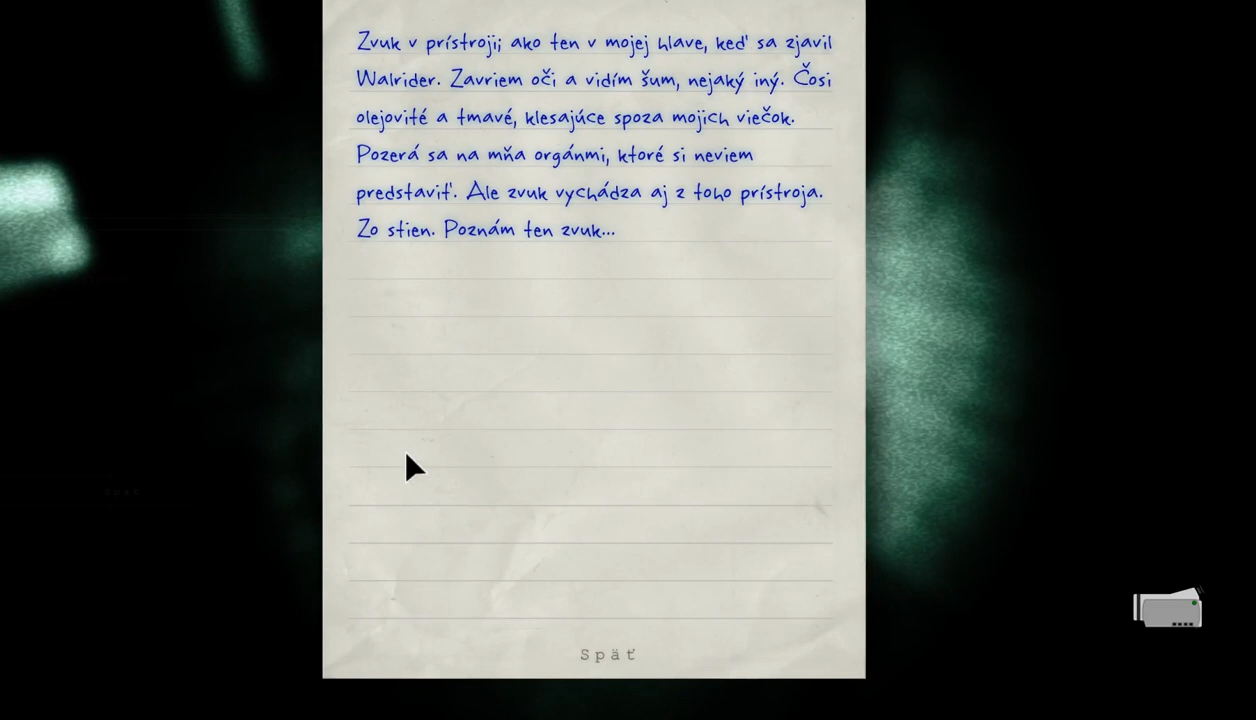 Zvuk v prístroji; ako ten v mojej hlave, keď sa zjavil
Walrider. Zavriem oči a vidím šum, nejaký iný. Čosi
olejovité a tmavé, klesajúce spoza mojich viečok.
Pozerá sa na mňa orgánmi, ktoré si neviem
predstaviť. Ale zvuk vychádza aj z toho prístroja.
Zo stien. Poznám ten zvuk...
Späť